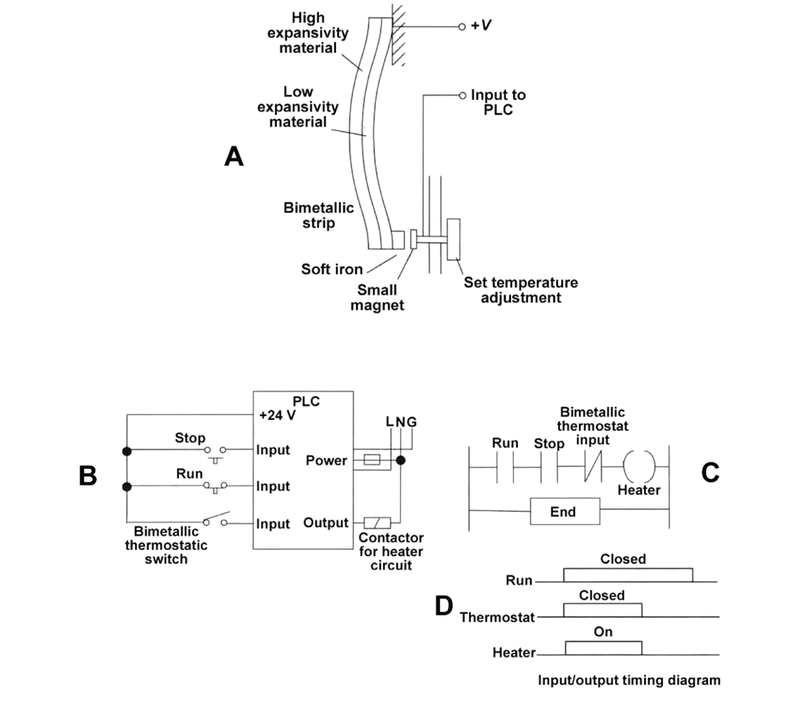 High
expansivity
material
+V
Low
expansivity
material
Input to
PLC
A
Bimetallic
strip
Soft iron
Small
magnet
Set temperature
adjustment
B
PLC
+24 V
L N G
Stop
Input
Power
Run
Input
Bimetallic
thermostatic
switch
Input
Output
Contactor
for heater
circuit
Bimetallic
thermostat
input
Run
Stop
Heater
C
End
D
Closed
Run
Closed
Thermostat
On
Heater
Input/output timing diagram